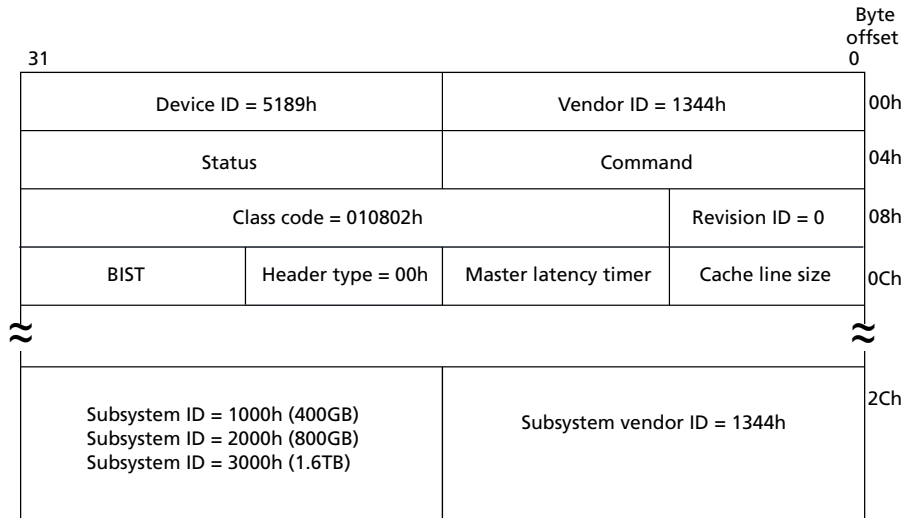 Byte
offset
31 0
Device ID = 5189h Vendor ID = 1344h 00h
Status Command 04h
Class code = 010802h Revision ID = 0 08h
BIST Header type = 00h Master latency timer Cache line size 0Ch
≈ ≈
Subsystem ID = 1000h (400GB)
Subsystem ID = 2000h (800GB)
Subsystem ID = 3000h (1.6TB)
Subsystem vendor ID = 1344h
2Ch